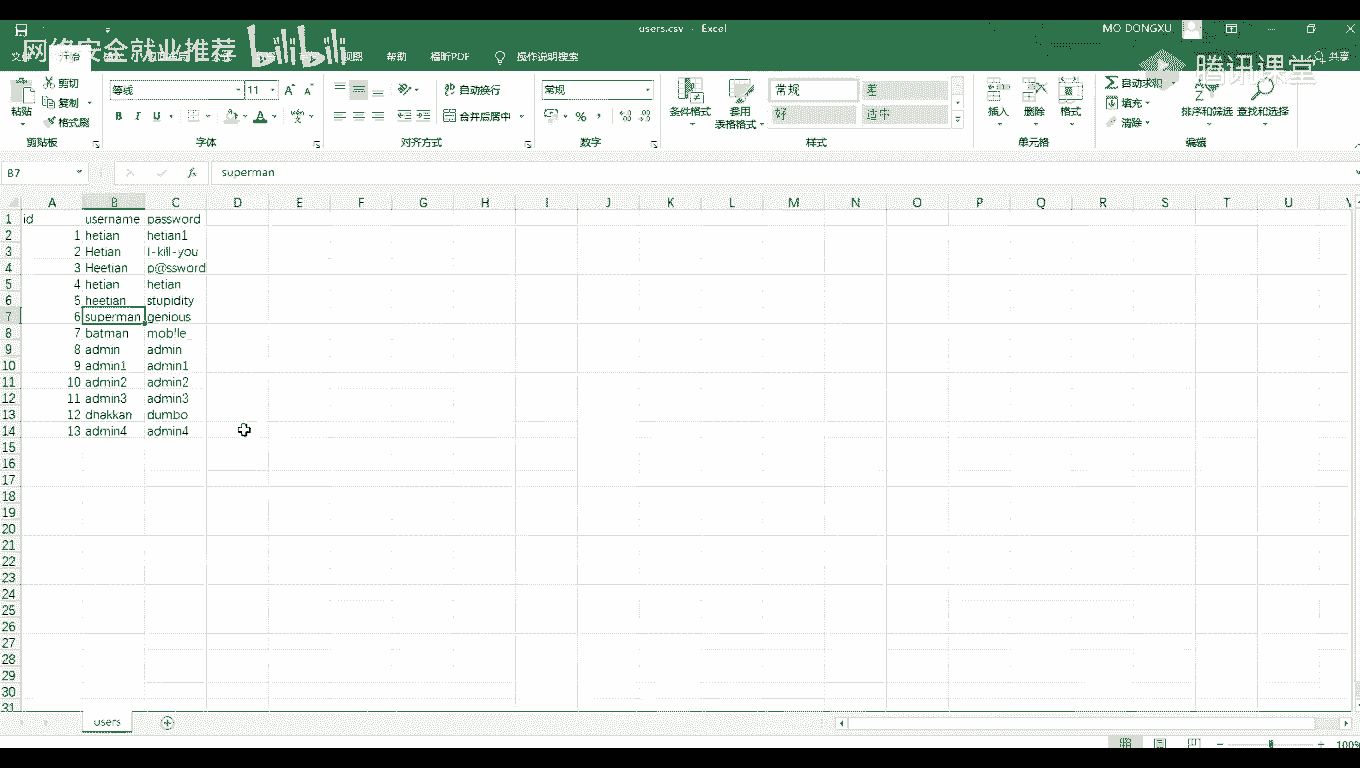 users.csv - Excel
MO DONGXU
网络安全就业推荐 bilibili
开始
视图
帮助
福昕PDF
操作说明搜索
共享
腾讯课堂
粘贴
剪切
复制
格式刷
剪贴板
等线
11
B I U
字体
自动换行
合并后居中
对齐方式
常规
%
数字
条件格式
套用
表格格式
常规
差
好
适中
样式
插入
删除
格式
单元格
自动求和
填充
清除
排序和筛选
查找和选择
编辑
B7
fx
superman
A B C D E F G H I J K L M N O P Q R S T U
1 id username password
2 1 hetian hetian1
3 2 Hetian I-kill-you
4 3 Heetian p@ssword
5 4 hetian hetian
6 5 heetian stupidity
7 6 superman genious
8 7 batman mob!le
9 8 admin admin
10 9 admin1 admin1
11 10 admin2 admin2
12 11 admin3 admin3
13 12 dhakkan dumbo
14 13 admin4 admin4
15
16
17
18
19
20
21
22
23
24
25
26
27
28
29
30
31
users
100%